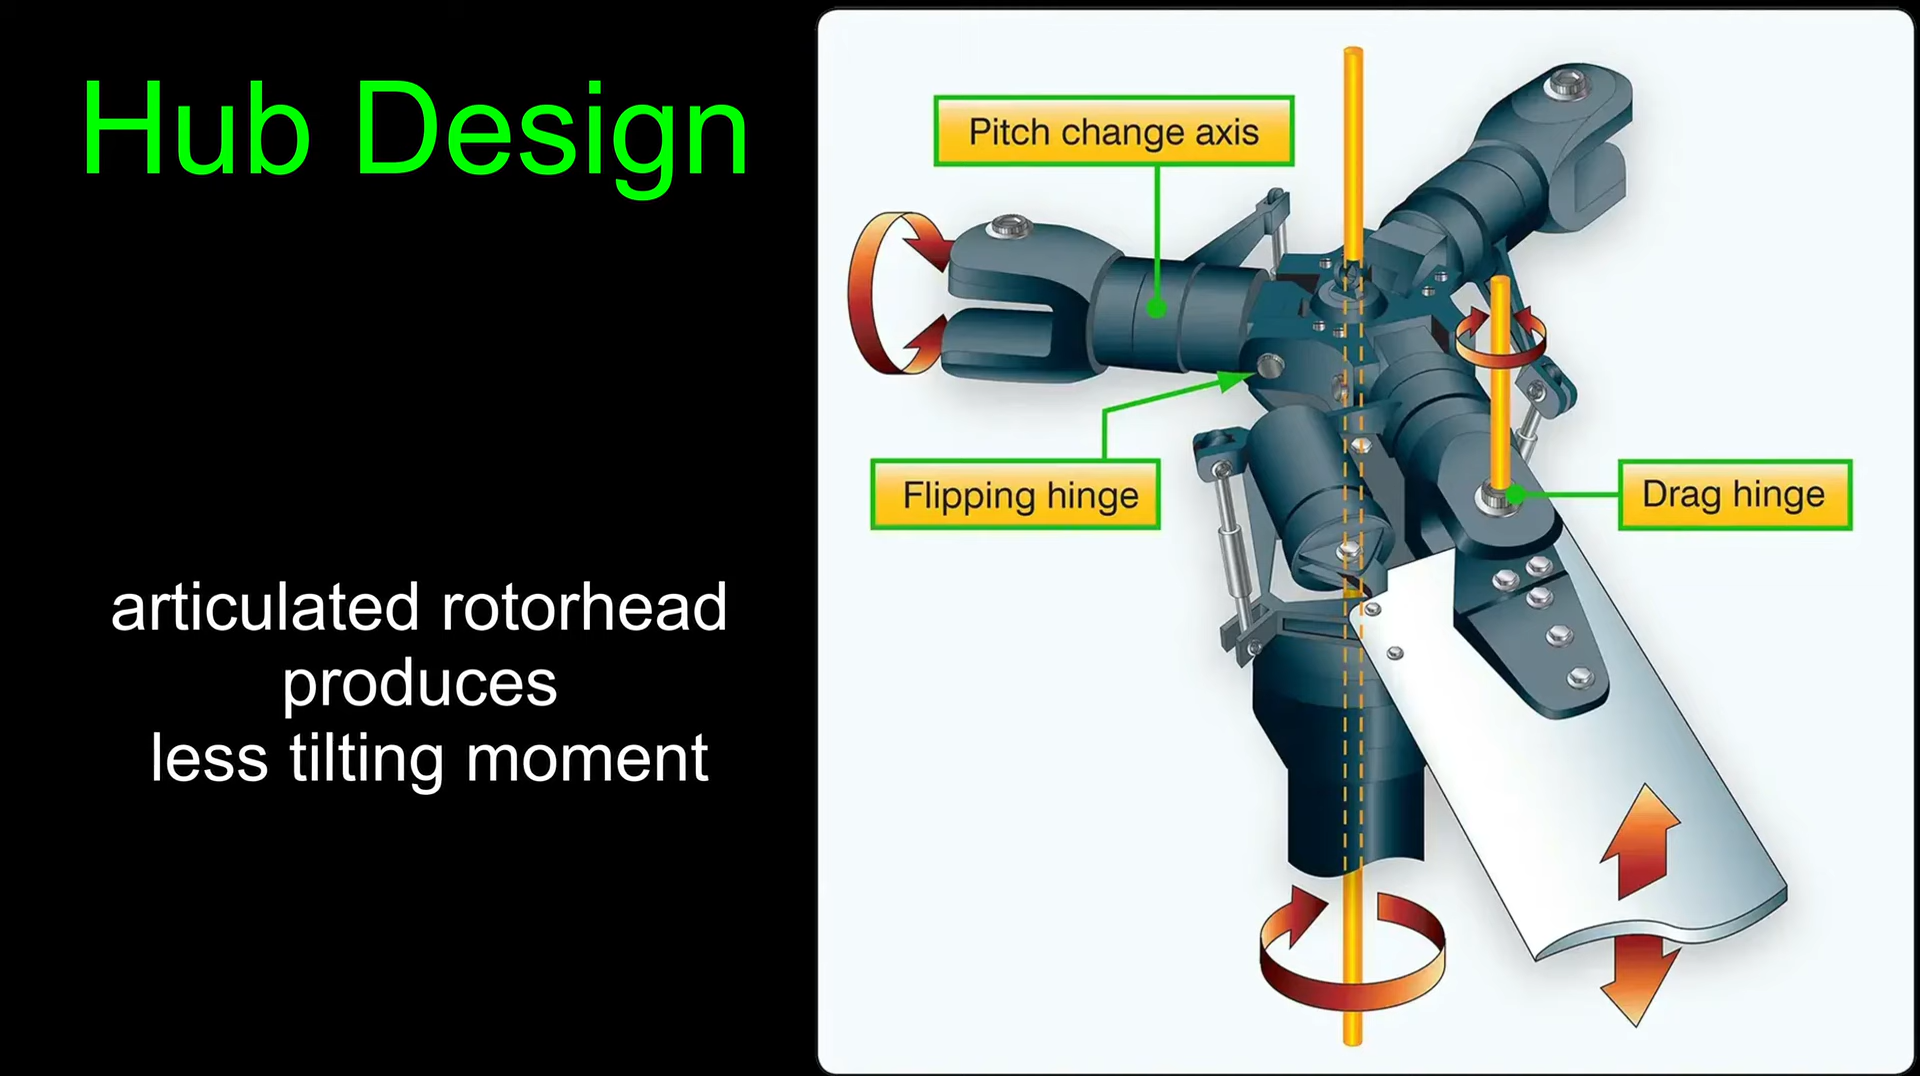 Hub Design
articulated rotorhead
produces
less tilting moment
Pitch change axis
Flipping hinge
Drag hinge